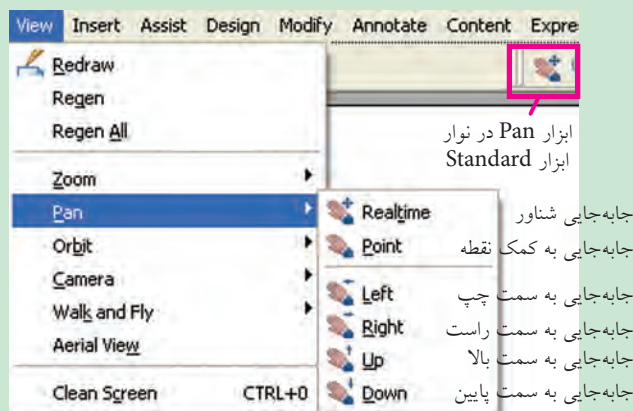 View Insert Assist Design Modify Annotate Content Expre
Redraw
Regen
Regen All
ابزار Pan در نوار
ابزار Standard
Zoom
Pan
Realtime جابه‌جایی شناور
Orbit
Point جابه‌جایی به کمک نقطه
Camera
Left جابه‌جایی به سمت چپ
Walk and Fly
Right جابه‌جایی به سمت راست
Aerial View
Up جابه‌جایی به سمت بالا
Clean Screen CTRL+0
Down جابه‌جایی به سمت پایین